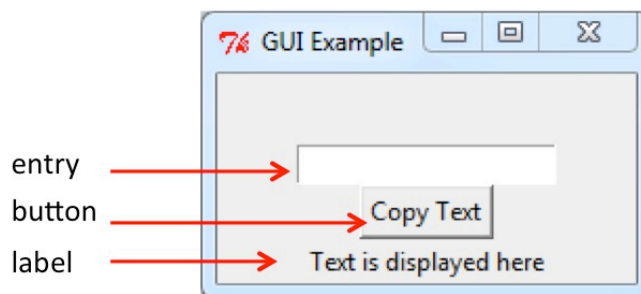 GUI Example
entry
button
Copy Text
label
Text is displayed here